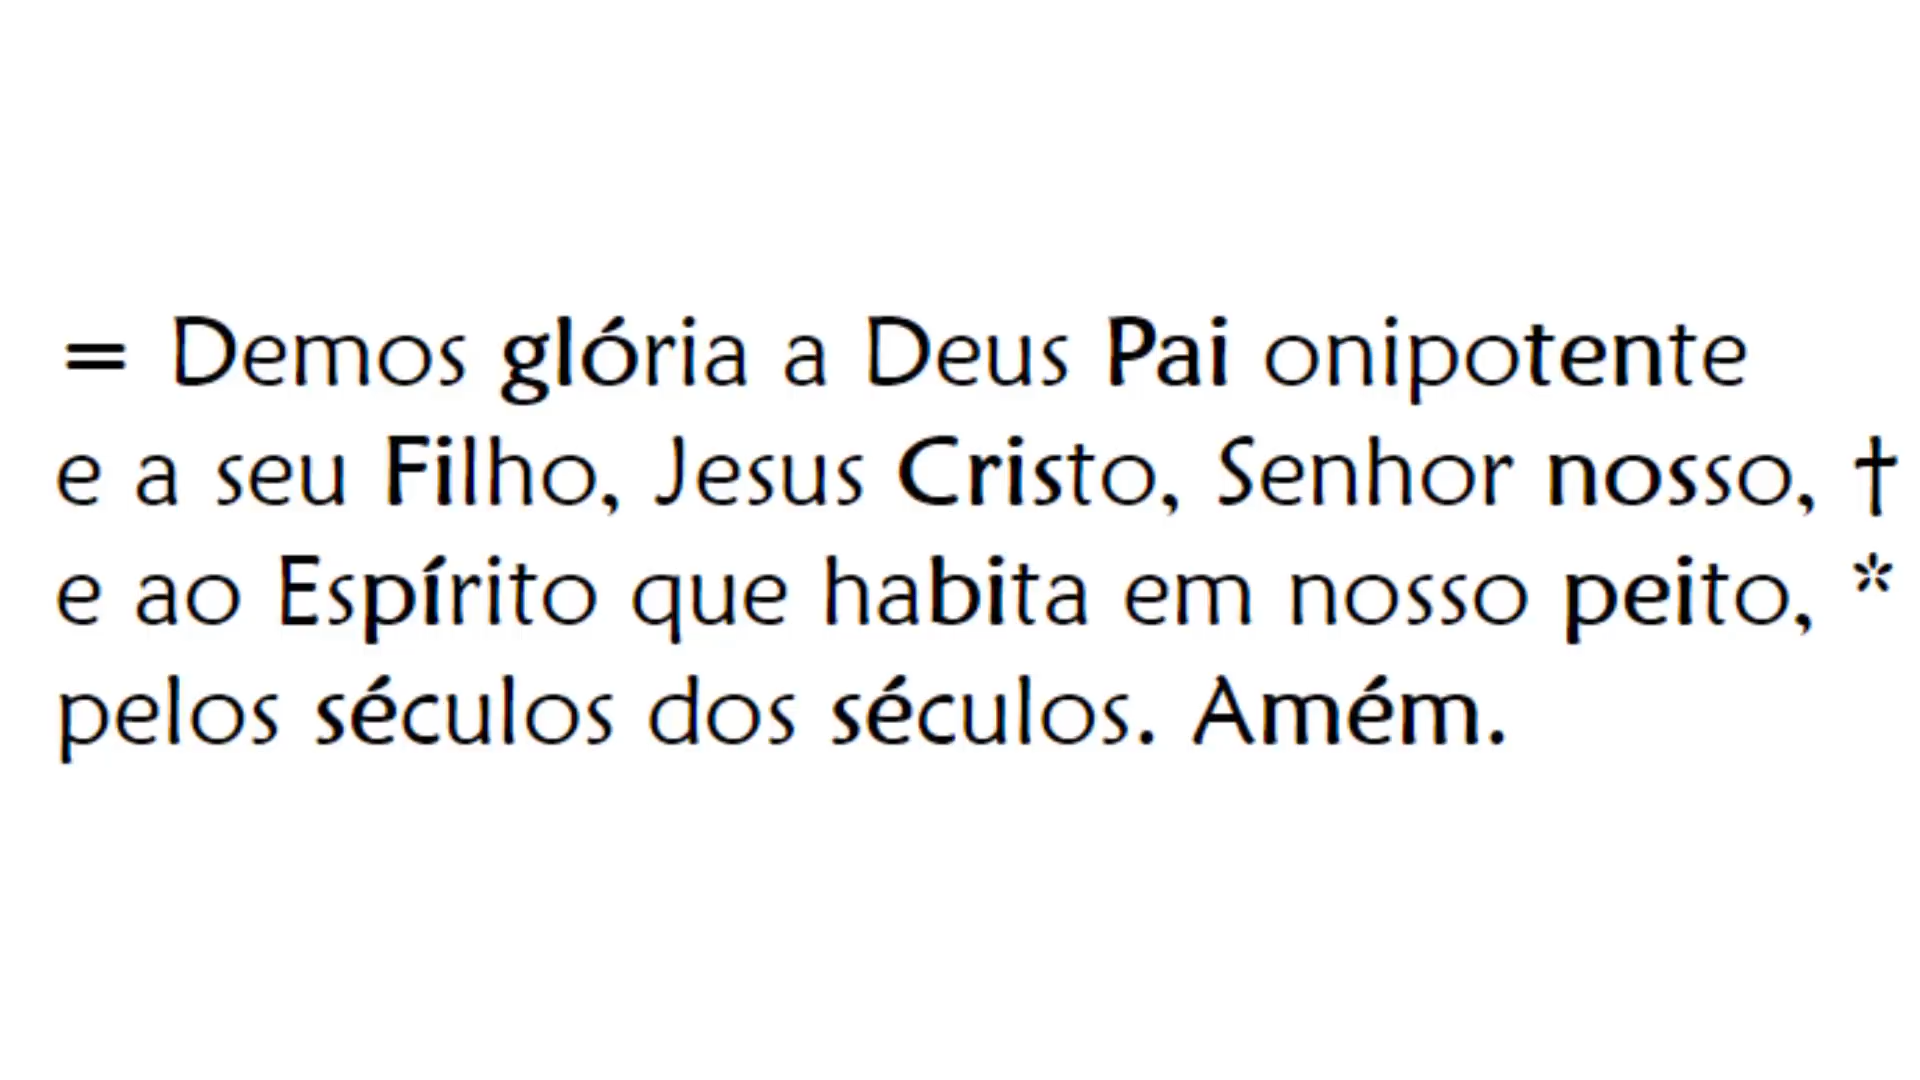 = Demos glória a Deus Pai onipotente
e a seu Filho, Jesus Cristo, Senhor nosso, †
e ao Espírito que habita em nosso peito, *
pelos séculos dos séculos. Amém.